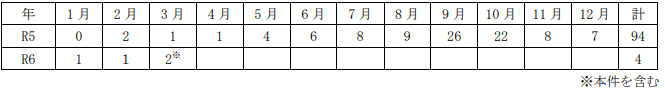 年 1月 2月 3月 4月 5月 6月 7月 8月 9月 10月 11月 12月 計
R5 0 2 1 1 4 6 8 9 26 22 8 7 94
R6 1 1 2※ 4
※本件を含む